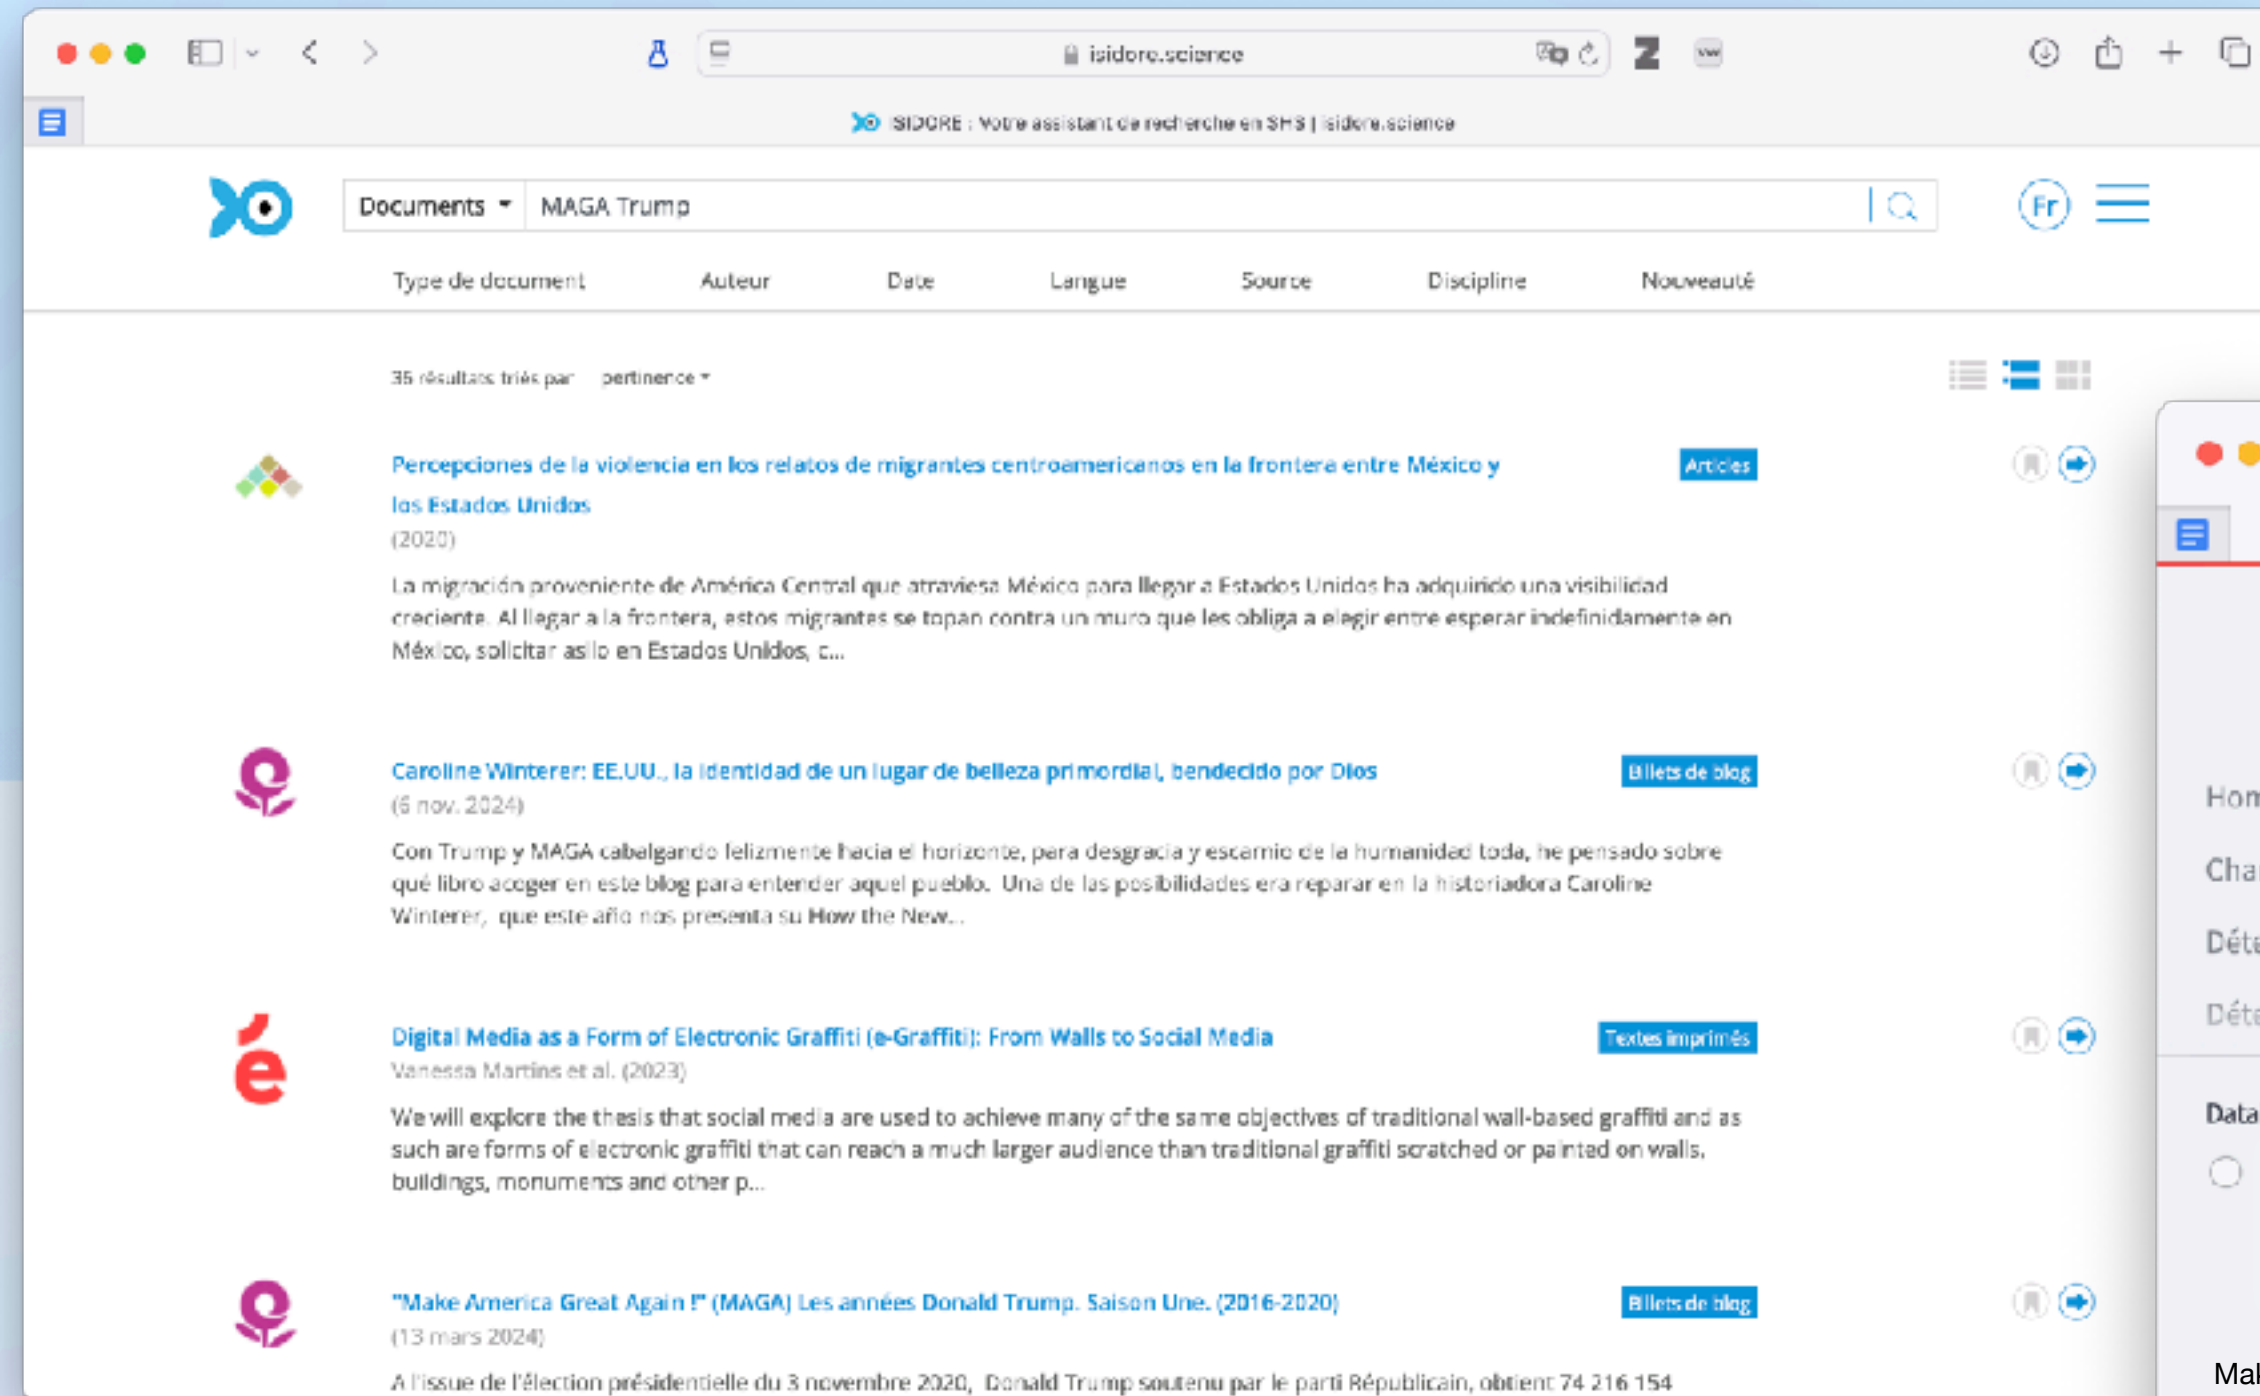 isidore.science
ISIDORE : Votre assistant de recherche en SHS | isidore.science
Documents MAGA Trump Fr
Type de document Auteur Date Langue Source Discipline Nouveauté
35 résultats triés par pertinence
Percepciones de la violencia en los relatos de migrantes centroamericanos en la frontera entre México y Articles
los Estados Unidos
(2020)
La migración proveniente de América Central que atraviesa México para llegar a Estados Unidos ha adquirido una visibilidad
creciente. Al llegar a la frontera, estos migrantes se topan contra un muro que les obliga a elegir entre esperar indefinidamente en
México, solicitar asilo en Estados Unidos, c...
Caroline Winterer: EE.UU., la identidad de un lugar de belleza primordial, bendecido por Dios Billets de blog
(6 nov. 2024)
Con Trump y MAGA cabalgando felizmente hacia el horizonte, para desgracia y escarnio de la humanidad toda, he pensado sobre
qué libro acoger en este blog para entender aquel pueblo. Una de las posibilidades era reparar en la historiadora Caroline
Winterer, que este año nos presenta su How the New...
Digital Media as a Form of Electronic Graffiti (e-Graffiti): From Walls to Social Media Textes imprimés
Vanessa Martins et al. (2023)
We will explore the thesis that social media are used to achieve many of the same objectives of traditional wall-based graffiti and as
such are forms of electronic graffiti that can reach a much larger audience than traditional graffiti scratched or painted on walls,
buildings, monuments and other p...
"Make America Great Again !" (MAGA) Les années Donald Trump. Saison Une. (2016-2020) Billets de blog
(13 mars 2024)
A l'issue de l'élection présidentielle du 3 novembre 2020, Donald Trump soutenu par le parti Républicain, obtient 74 216 154
Hom
Char
Déte
Déte
Data
Mak